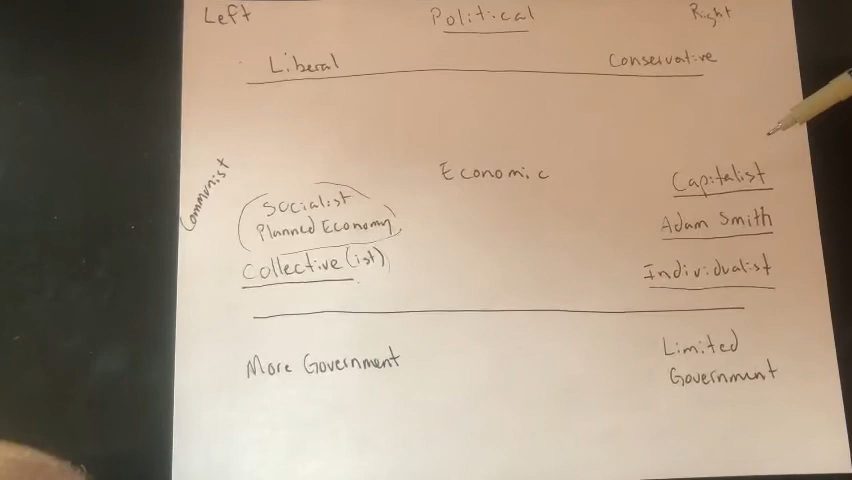 Left Political Right
Liberal Conservative
Communist
Economic
Capitalist
Socialist
Planned Economy
Adam Smith
Collective(ist)
Individualist
More Government
Limited
Government